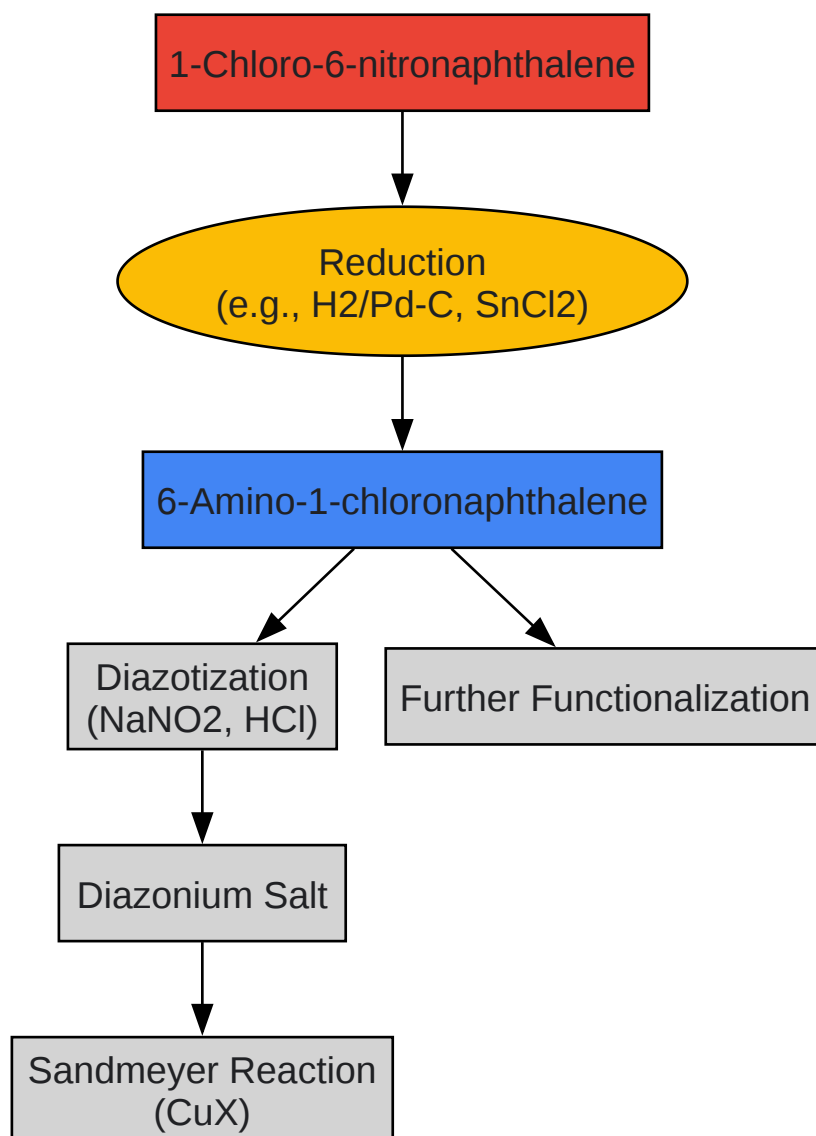 1-Chloro-6-nitronaphthalene
Reduction
(e.g., H2/Pd-C, SnCl2)
6-Amino-1-chloronaphthalene
Diazotization
(NaNO2, HCl)
Further Functionalization
Diazonium Salt
Sandmeyer Reaction
(CuX)